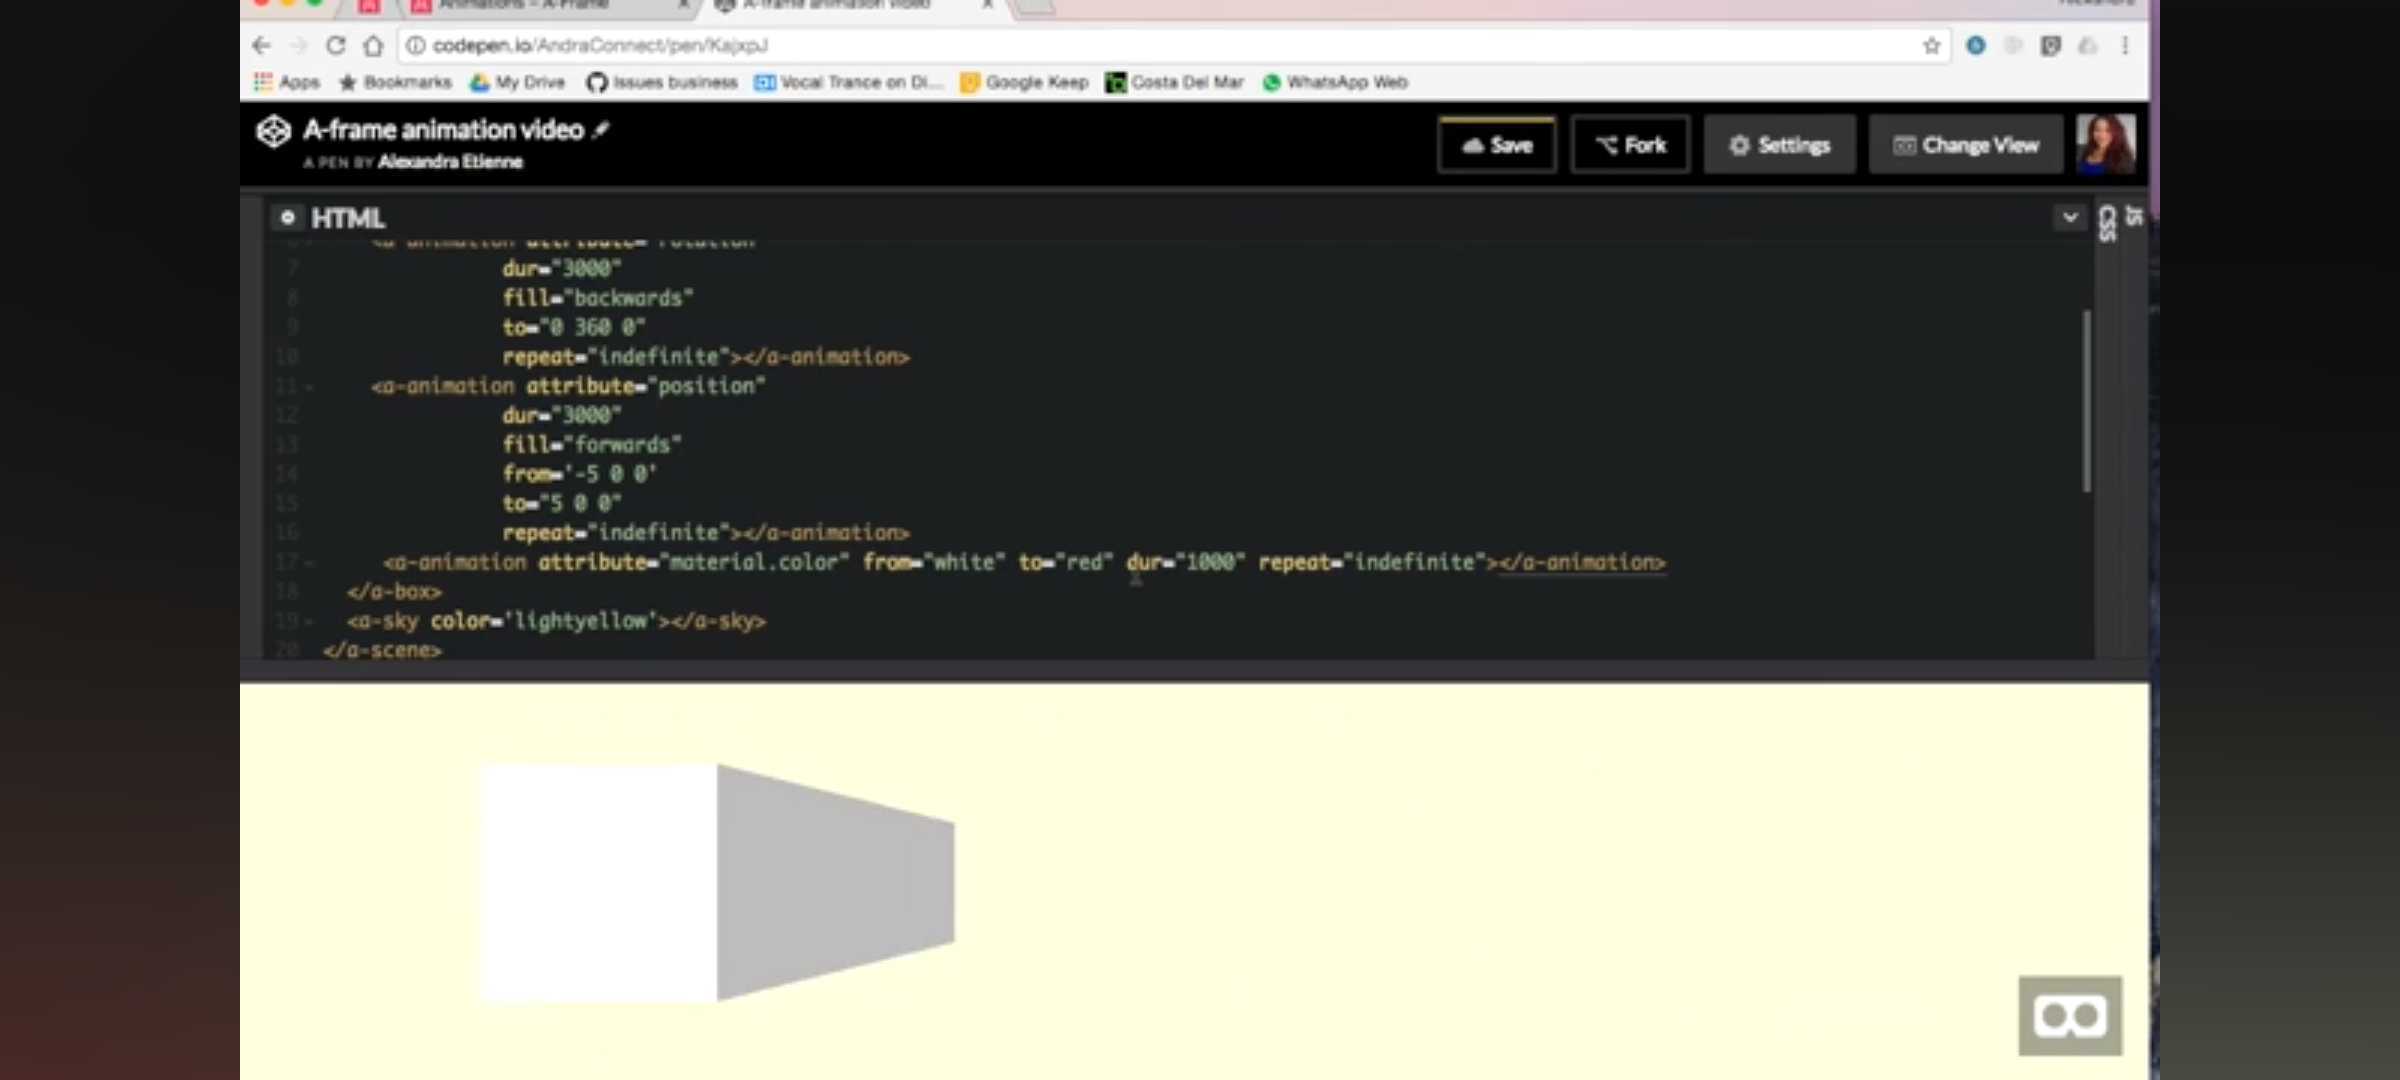 Animations – A-Frame
A-frame animation video
codepen.io/AndraConnect/pen/KajxpJ
Apps Bookmarks My Drive Issues business Vocal Trance on Di... Google Keep Costa Del Mar WhatsApp Web
A-frame animation video
A PEN BY Alexandra Etienne
Save Fork Settings Change View
HTML
CSS
JS
<a-animation attribute="rotation"
7 dur="3000"
8 fill="backwards"
9 to="0 360 0"
10 repeat="indefinite"></a-animation>
11 <a-animation attribute="position"
12 dur="3000"
13 fill="forwards"
14 from='-5 0 0'
15 to="5 0 0"
16 repeat="indefinite"></a-animation>
17 <a-animation attribute="material.color" from="white" to="red" dur="1000" repeat="indefinite"></a-animation>
18 </a-box>
19 <a-sky color='lightyellow'></a-sky>
20 </a-scene>